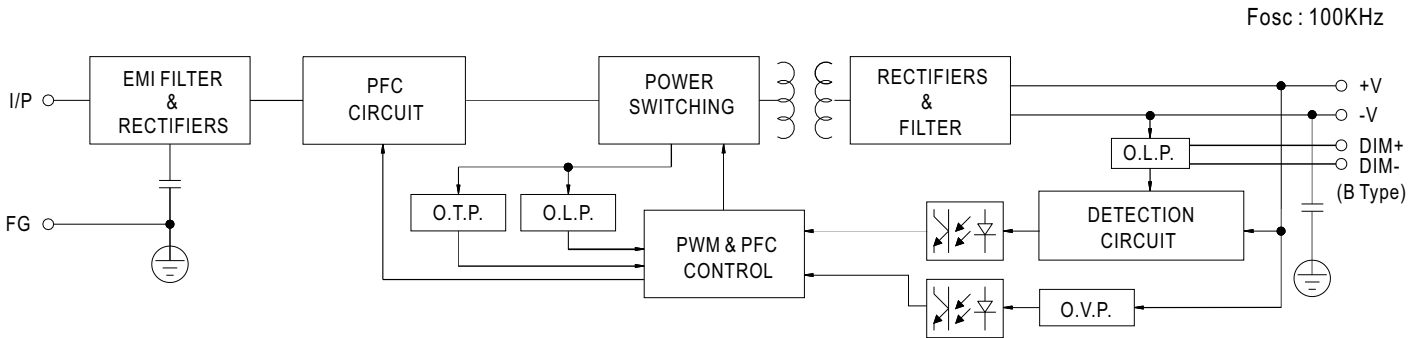 Fosc : 100KHz
I/P
EMI FILTER
&
RECTIFIERS
PFC
CIRCUIT
POWER
SWITCHING
RECTIFIERS
&
FILTER
+V
-V
DIM+
DIM-
(B Type)
O.L.P.
FG
O.T.P.
O.L.P.
PWM & PFC
CONTROL
DETECTION
CIRCUIT
O.V.P.